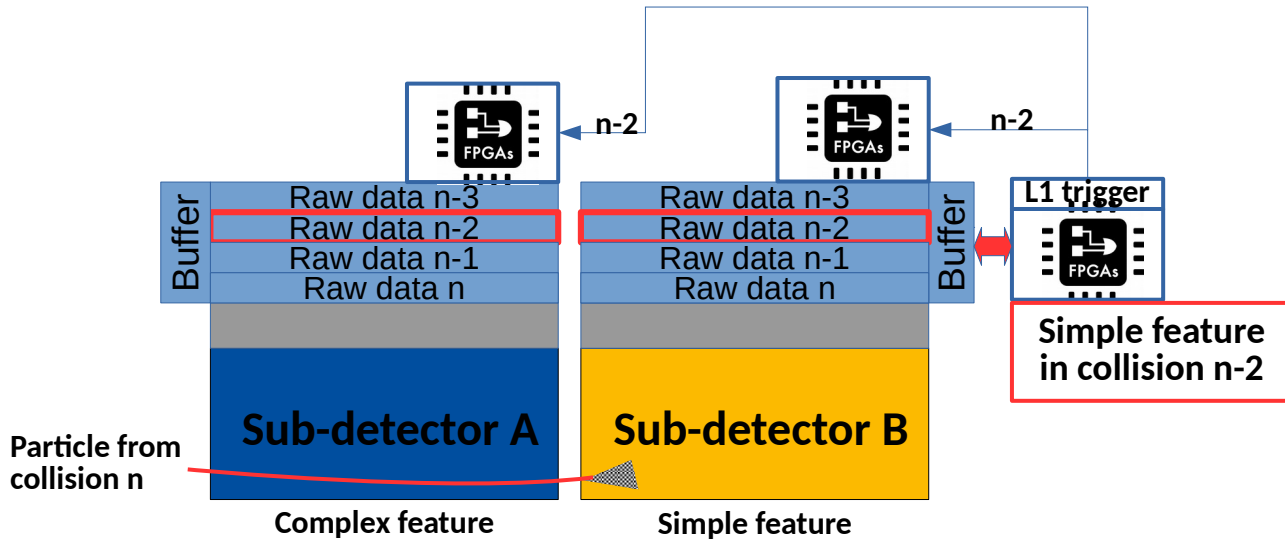 n-2
n-2
FPGAs
FPGAs
L1 trigger
FPGAs
Buffer
Raw data n-3
Raw data n-2
Raw data n-1
Raw data n
Raw data n-3
Raw data n-2
Raw data n-1
Raw data n
Buffer
Simple feature
in collision n-2
Sub-detector A
Sub-detector B
Particle from
collision n
Complex feature
Simple feature